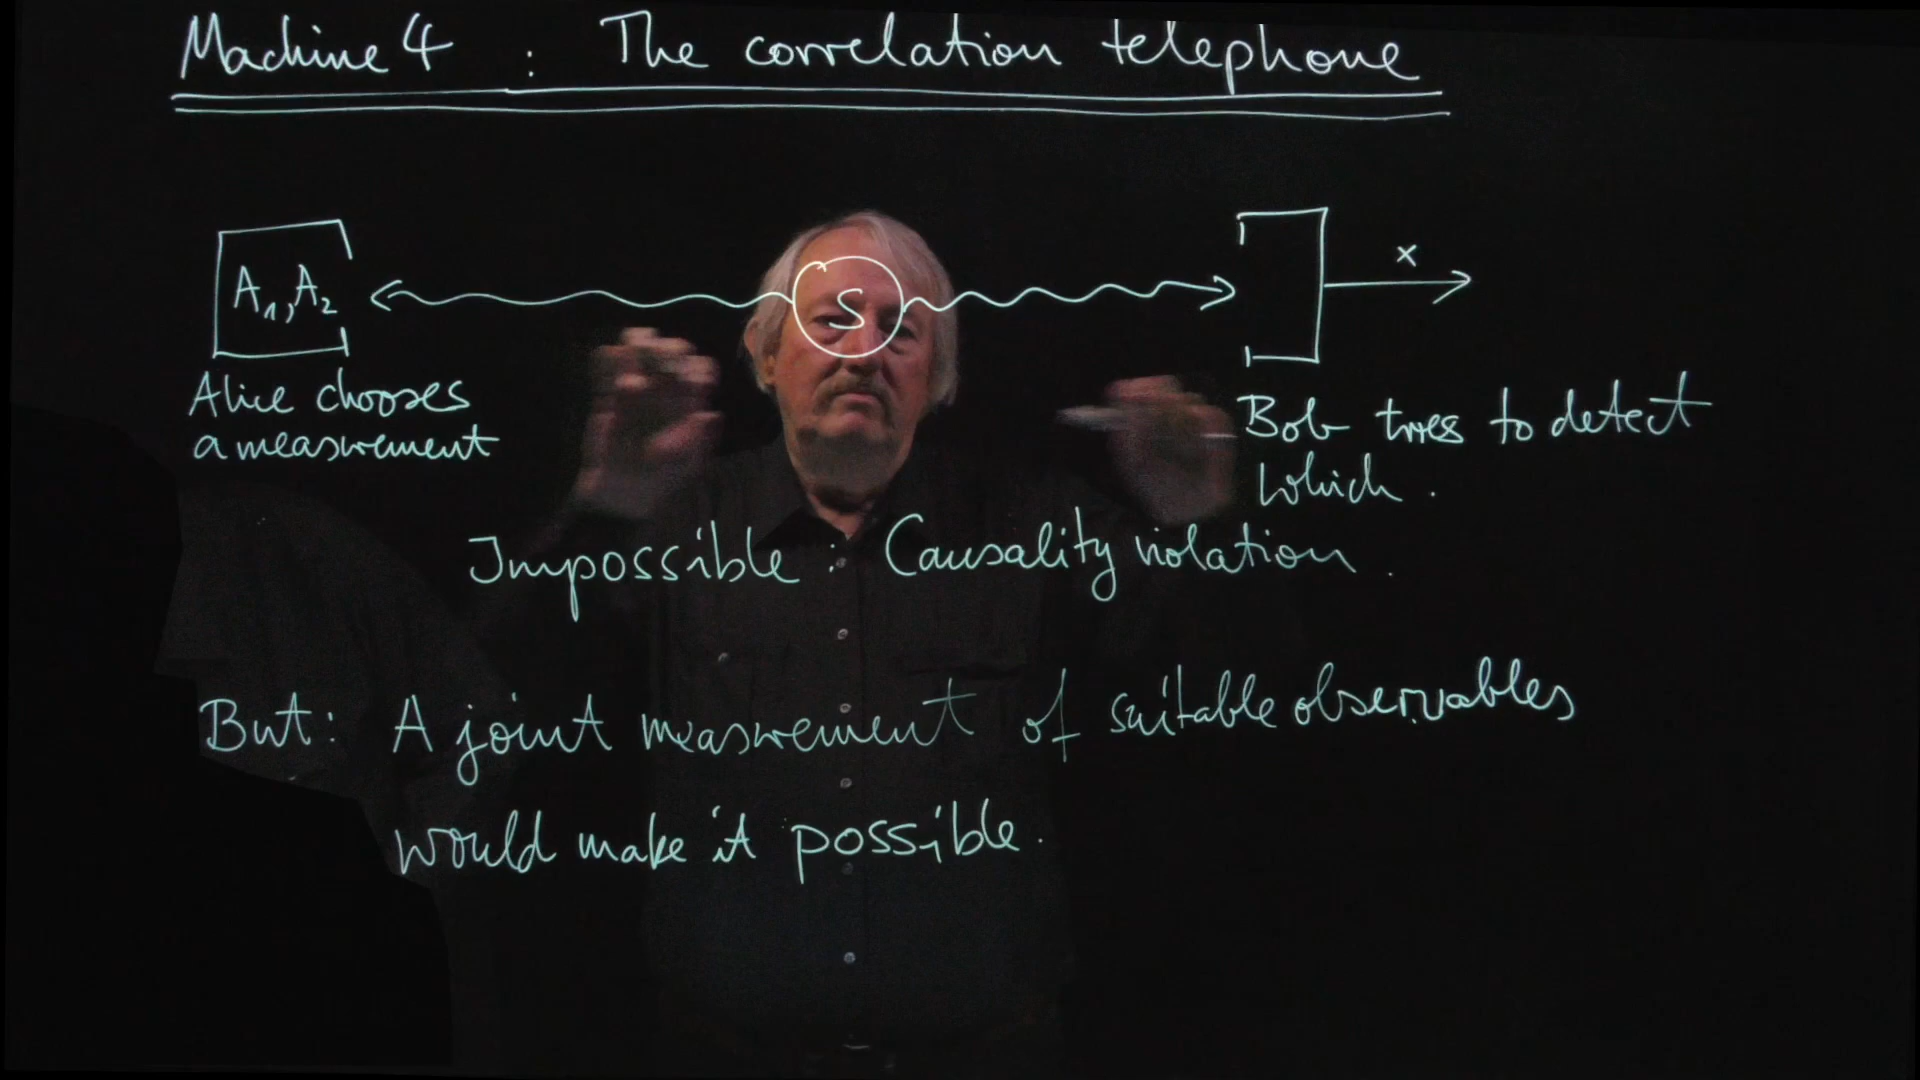 Machine 4 : The correlation telephone
A₁, A₂
S
x
Alice chooses
a measurement
Bob tries to detect
which.
Impossible : Causality violation.
But: A joint measurement of suitable observables
would make it possible.